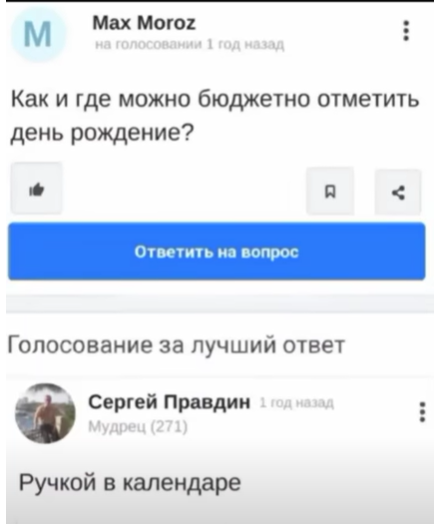 M
Max Moroz
на голосовании 1 год назад
Как и где можно бюджетно отметить
день рождение?
Ответить на вопрос
Голосование за лучший ответ
Сергей Правдин 1 год назад
Мудрец (271)
Ручкой в календаре